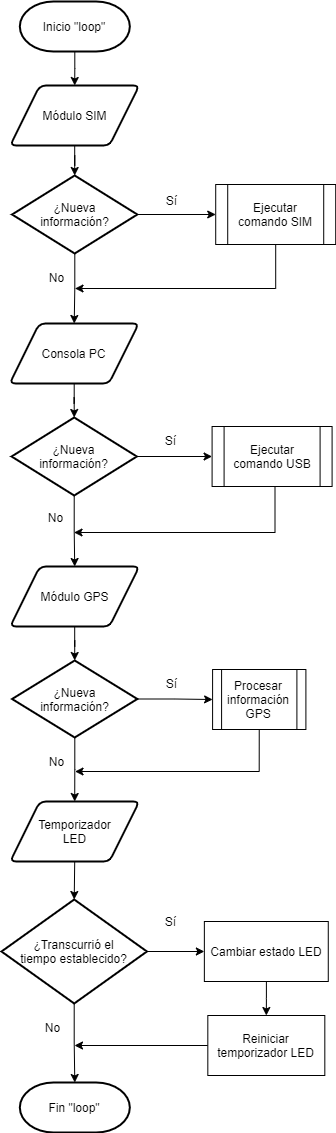 Inicio "loop"
Módulo SIM
¿Nueva
información?
Sí
Ejecutar
comando SIM
No
Consola PC
¿Nueva
información?
Sí
Ejecutar
comando USB
No
Módulo GPS
¿Nueva
información?
Sí
Procesar
información
GPS
No
Temporizador
LED
¿Transcurrió el
tiempo establecido?
Sí
Cambiar estado LED
No
Reiniciar
temporizador LED
Fin "loop"